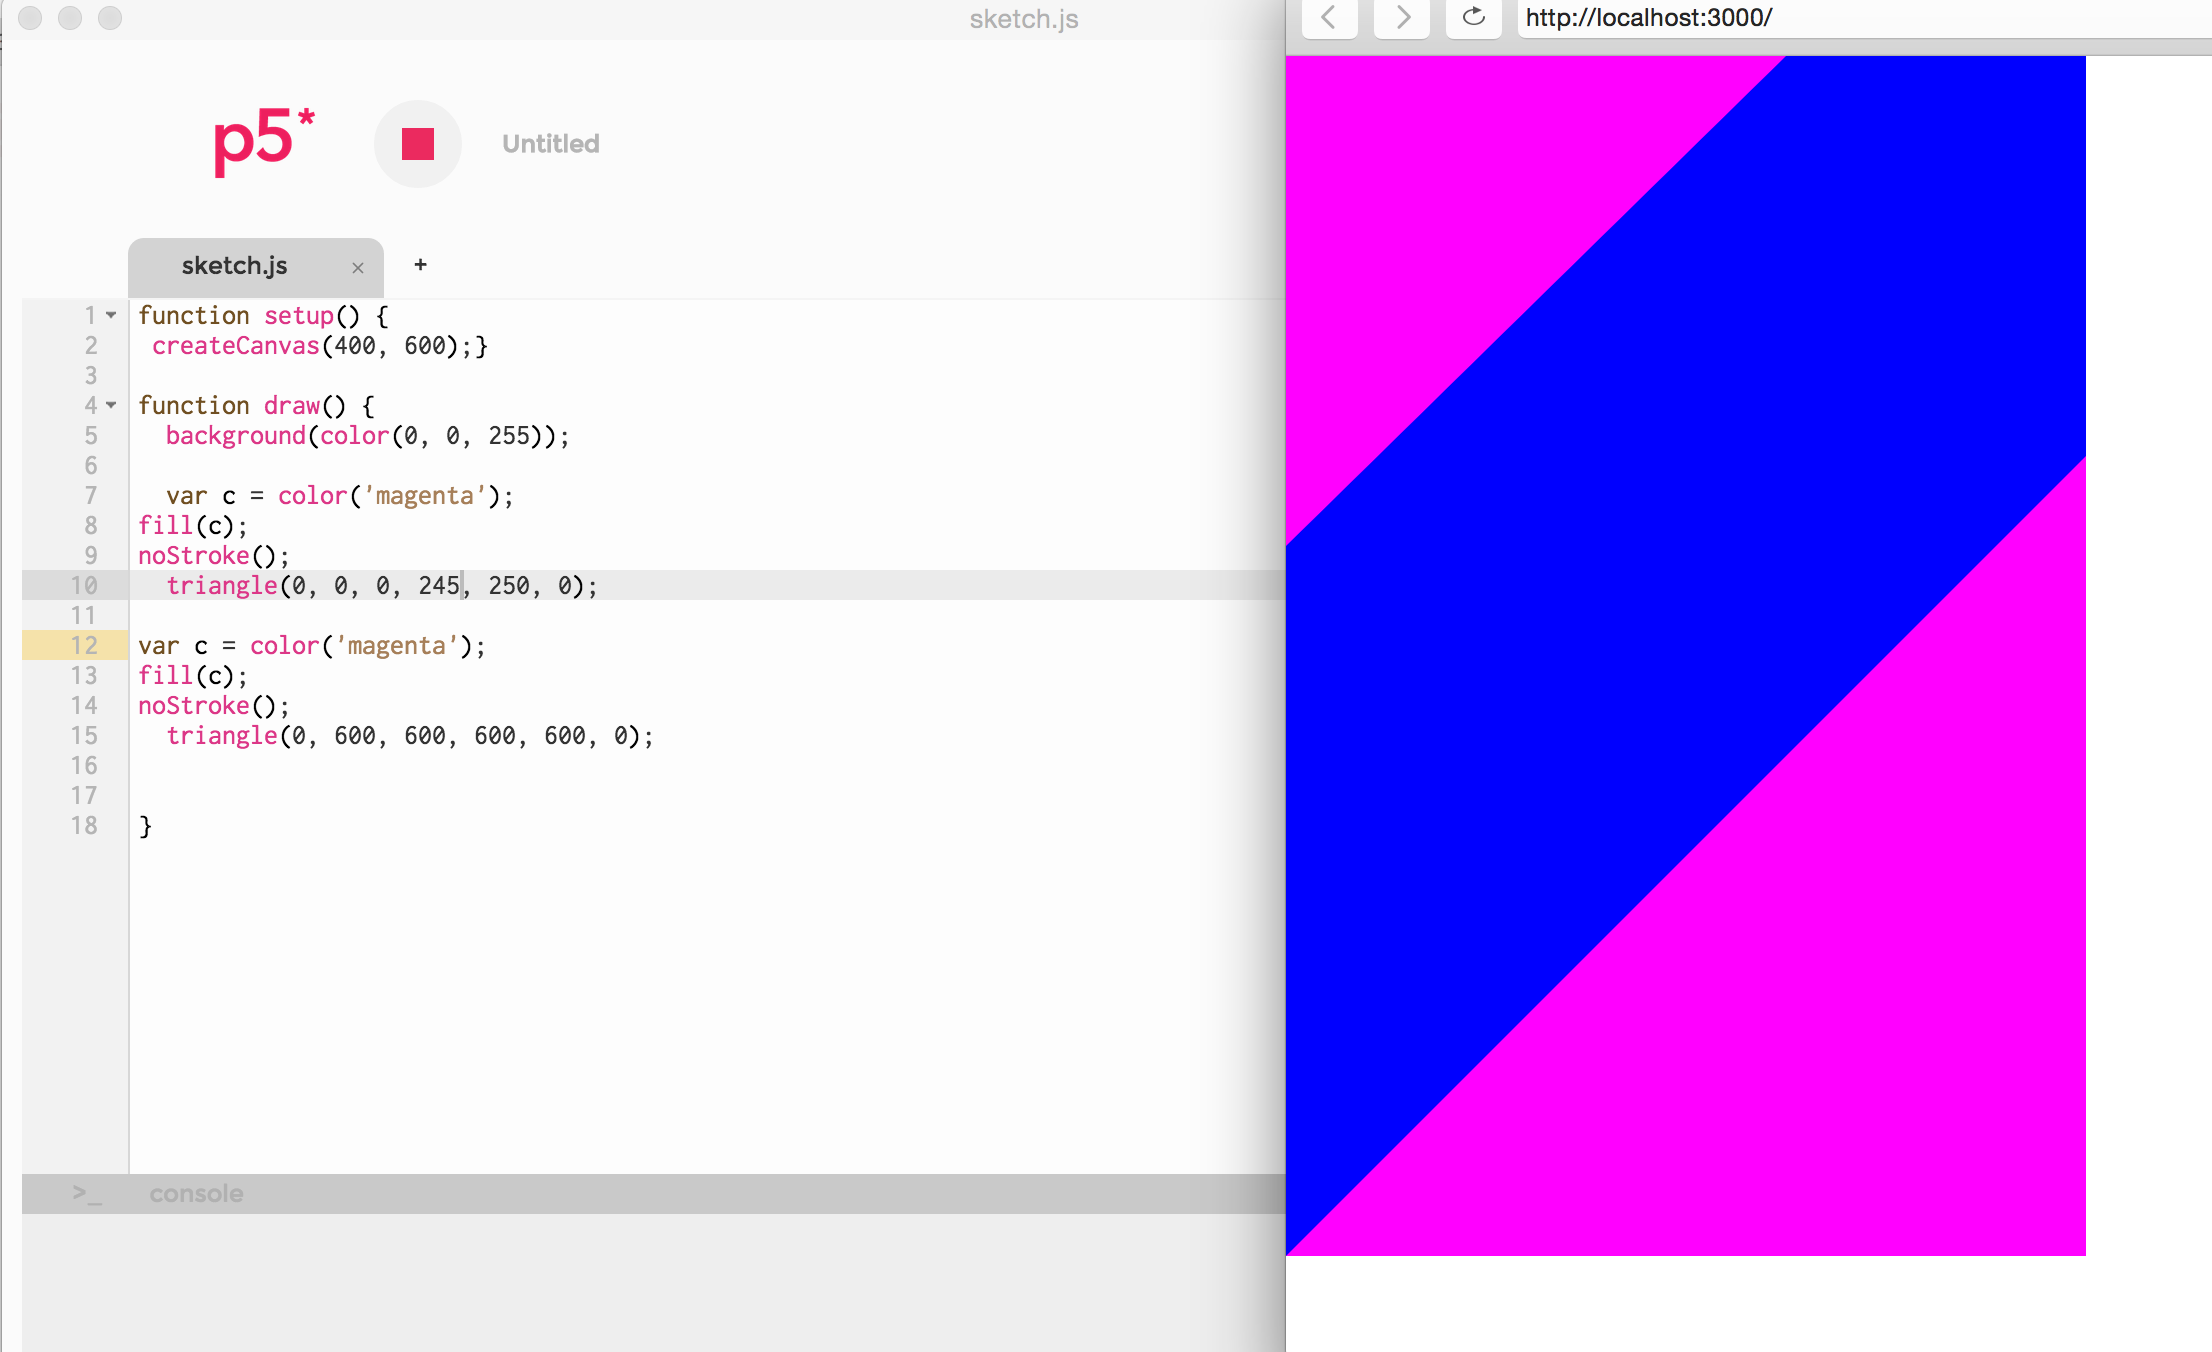 sketch.js
http://localhost:3000/
p5*
Untitled
sketch.js × +
1 function setup() {
2  createCanvas(400, 600);}
3
4 function draw() {
5   background(color(0, 0, 255));
6
7   var c = color('magenta');
8 fill(c);
9 noStroke();
10   triangle(0, 0, 0, 245, 250, 0);
11
12 var c = color('magenta');
13 fill(c);
14 noStroke();
15   triangle(0, 600, 600, 600, 600, 0);
16
17
18 }
>_ console